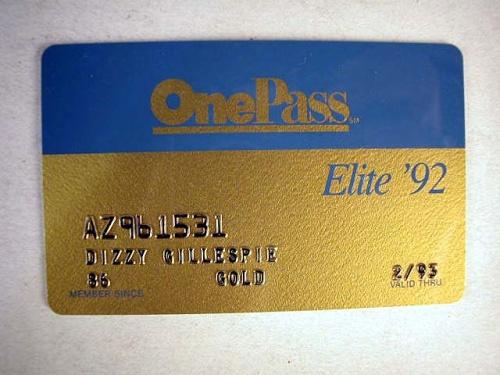 OnePass SM
Elite '92
AZ961531
DIZZY GILLESPIE
86 GOLD 2/93
MEMBER SINCE VALID THRU